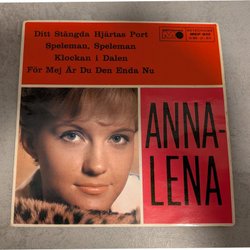 Ditt Stängda Hjärtas Port
Speleman, Speleman
Klockan i Dalen
För Mej Är Du Den Enda Nu
ANNA-
LENA